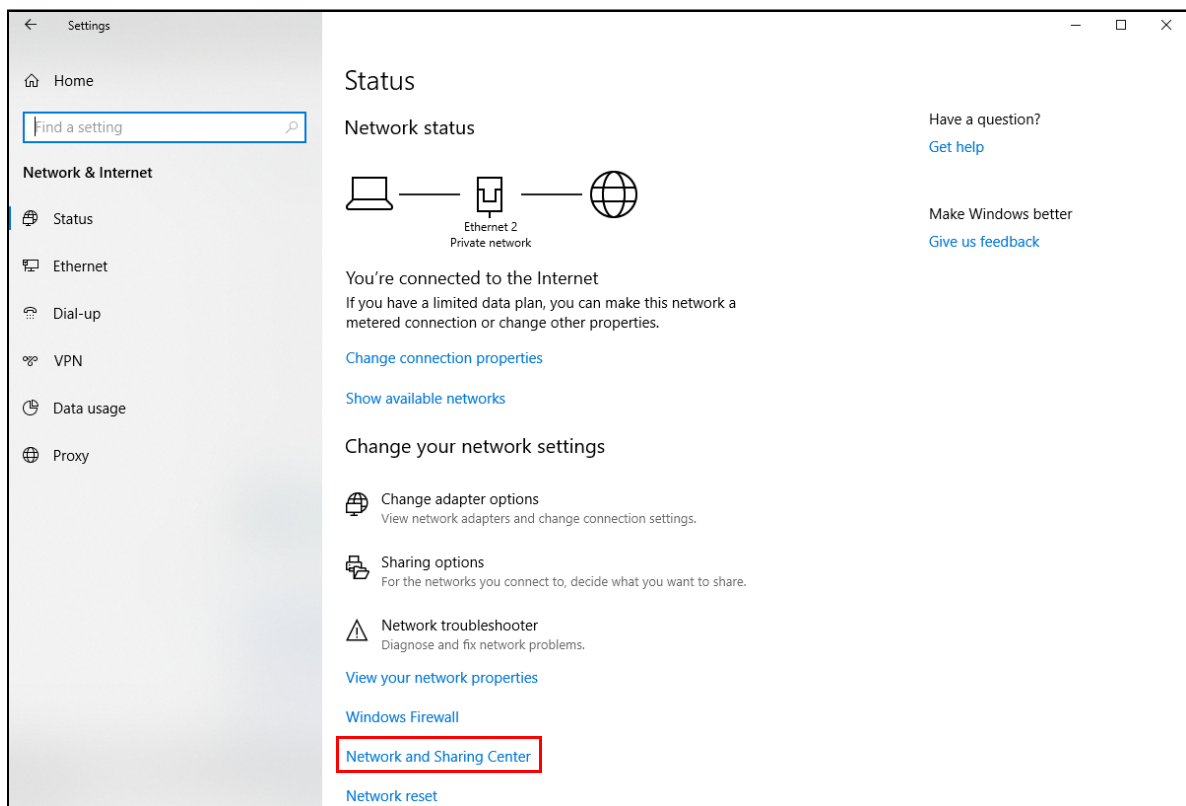 Settings
Home
Find a setting
Network & Internet
Status
Ethernet
Dial-up
VPN
Data usage
Proxy
Status
Network status
Ethernet 2
Private network
You're connected to the Internet
If you have a limited data plan, you can make this network a
metered connection or change other properties.
Change connection properties
Show available networks
Change your network settings
Change adapter options
View network adapters and change connection settings.
Sharing options
For the networks you connect to, decide what you want to share.
Network troubleshooter
Diagnose and fix network problems.
View your network properties
Windows Firewall
Network and Sharing Center
Network reset
Have a question?
Get help
Make Windows better
Give us feedback